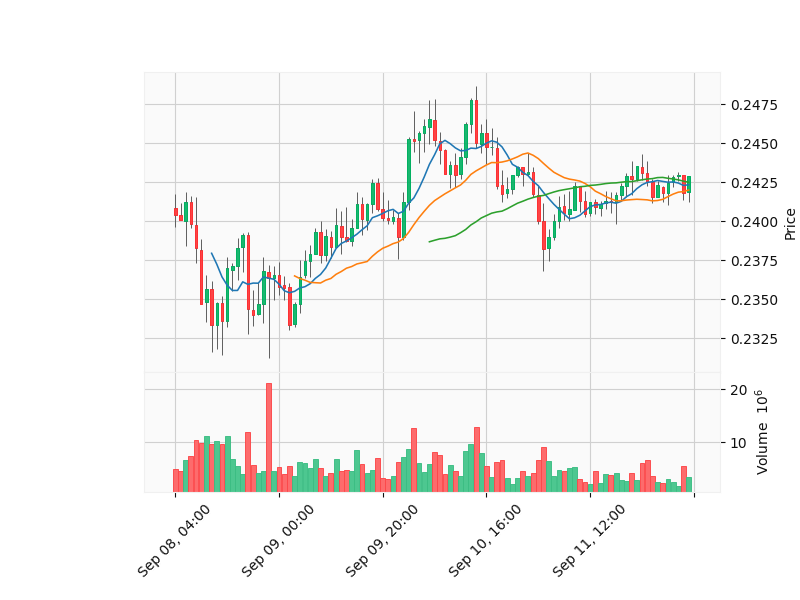 0.2475
0.2450
0.2425
0.2400
0.2375
0.2350
0.2325
Price
20
10
Volume 10^6
Sep 08, 04:00
Sep 09, 00:00
Sep 09, 20:00
Sep 10, 16:00
Sep 11, 12:00